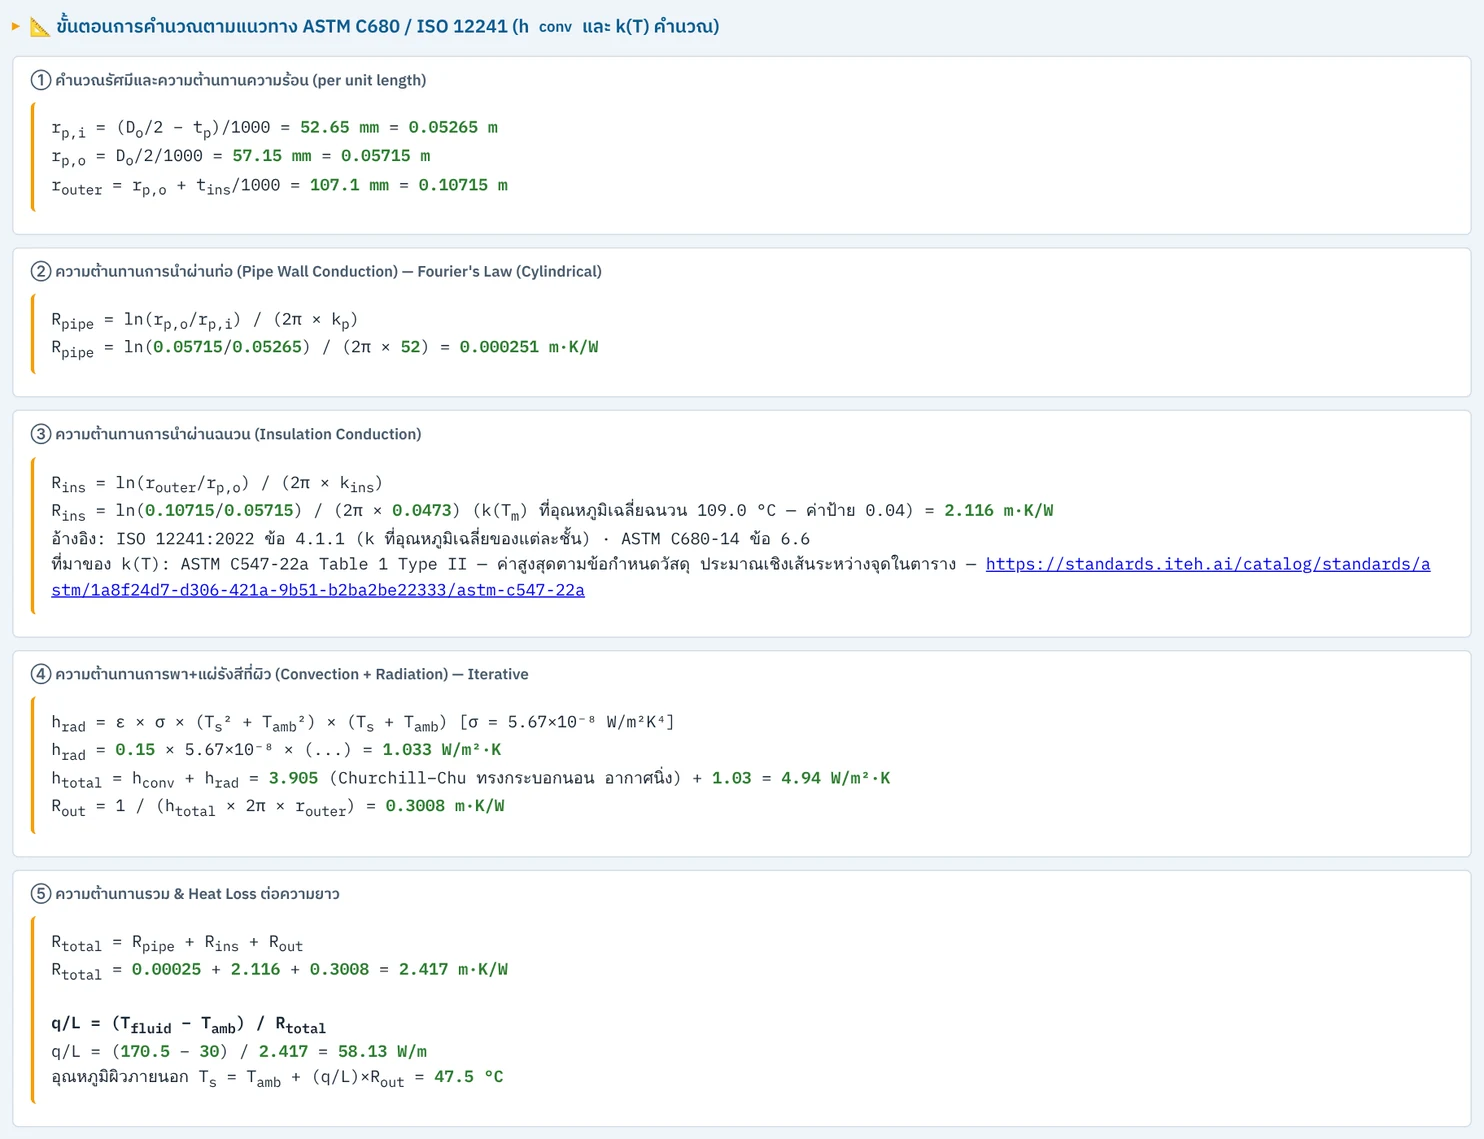 ▸ 📐 ขั้นตอนการคำนวณตามแนวทาง ASTM C680 / ISO 12241 (h conv และ k(T) คำนวณ)
① คำนวณรัศมีและความต้านทานความร้อน (per unit length)
rp,i = (Do/2 − tp)/1000 = 52.65 mm = 0.05265 m
rp,o = Do/2/1000 = 57.15 mm = 0.05715 m
router = rp,o + tins/1000 = 107.1 mm = 0.10715 m
② ความต้านทานการนำผ่านท่อ (Pipe Wall Conduction) — Fourier's Law (Cylindrical)
Rpipe = ln(rp,o/rp,i) / (2π × kp)
Rpipe = ln(0.05715/0.05265) / (2π × 52) = 0.000251 m·K/W
③ ความต้านทานการนำผ่านฉนวน (Insulation Conduction)
Rins = ln(router/rp,o) / (2π × kins)
Rins = ln(0.10715/0.05715) / (2π × 0.0473) (k(Tm) ที่อุณหภูมิเฉลี่ยฉนวน 109.0 °C — ค่าป้าย 0.04) = 2.116 m·K/W
อ้างอิง: ISO 12241:2022 ข้อ 4.1.1 (k ที่อุณหภูมิเฉลี่ยของแต่ละชั้น) · ASTM C680-14 ข้อ 6.6
ที่มาของ k(T): ASTM C547-22a Table 1 Type II — ค่าสูงสุดตามข้อกำหนดวัสดุ ประมาณเชิงเส้นระหว่างจุดในตาราง — https://standards.iteh.ai/catalog/standards/a
stm/1a8f24d7-d306-421a-9b51-b2ba2be22333/astm-c547-22a
④ ความต้านทานการพา+แผ่รังสีที่ผิว (Convection + Radiation) — Iterative
hrad = ε × σ × (Ts² + Tamb²) × (Ts + Tamb) [σ = 5.67×10⁻⁸ W/m²K⁴]
hrad = 0.15 × 5.67×10⁻⁸ × (...) = 1.033 W/m²·K
htotal = hconv + hrad = 3.905 (Churchill–Chu ทรงกระบอกนอน อากาศนิ่ง) + 1.03 = 4.94 W/m²·K
Rout = 1 / (htotal × 2π × router) = 0.3008 m·K/W
⑤ ความต้านทานรวม & Heat Loss ต่อความยาว
Rtotal = Rpipe + Rins + Rout
Rtotal = 0.00025 + 2.116 + 0.3008 = 2.417 m·K/W
q/L = (Tfluid − Tamb) / Rtotal
q/L = (170.5 − 30) / 2.417 = 58.13 W/m
อุณหภูมิผิวภายนอก Ts = Tamb + (q/L)×Rout = 47.5 °C